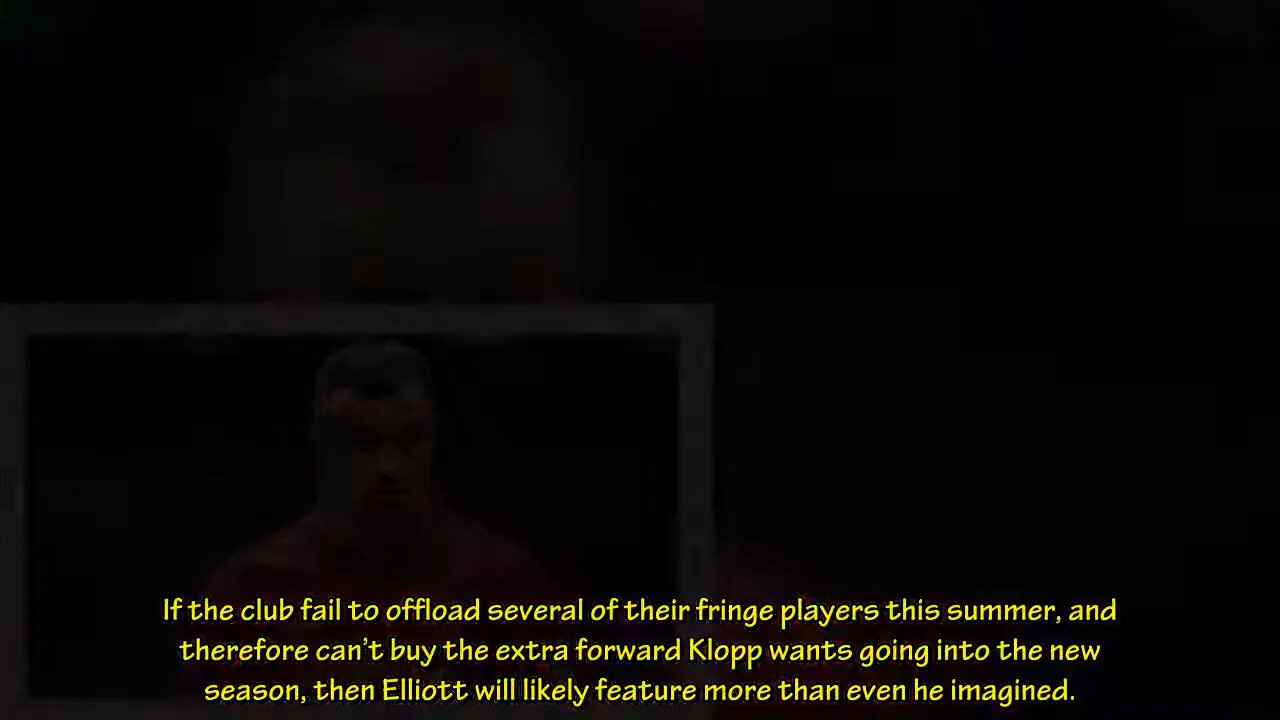 If the club fail to offload several of their fringe players this summer, and
therefore can't buy the extra forward Klopp wants going into the new
season, then Elliott will likely feature more than even he imagined.